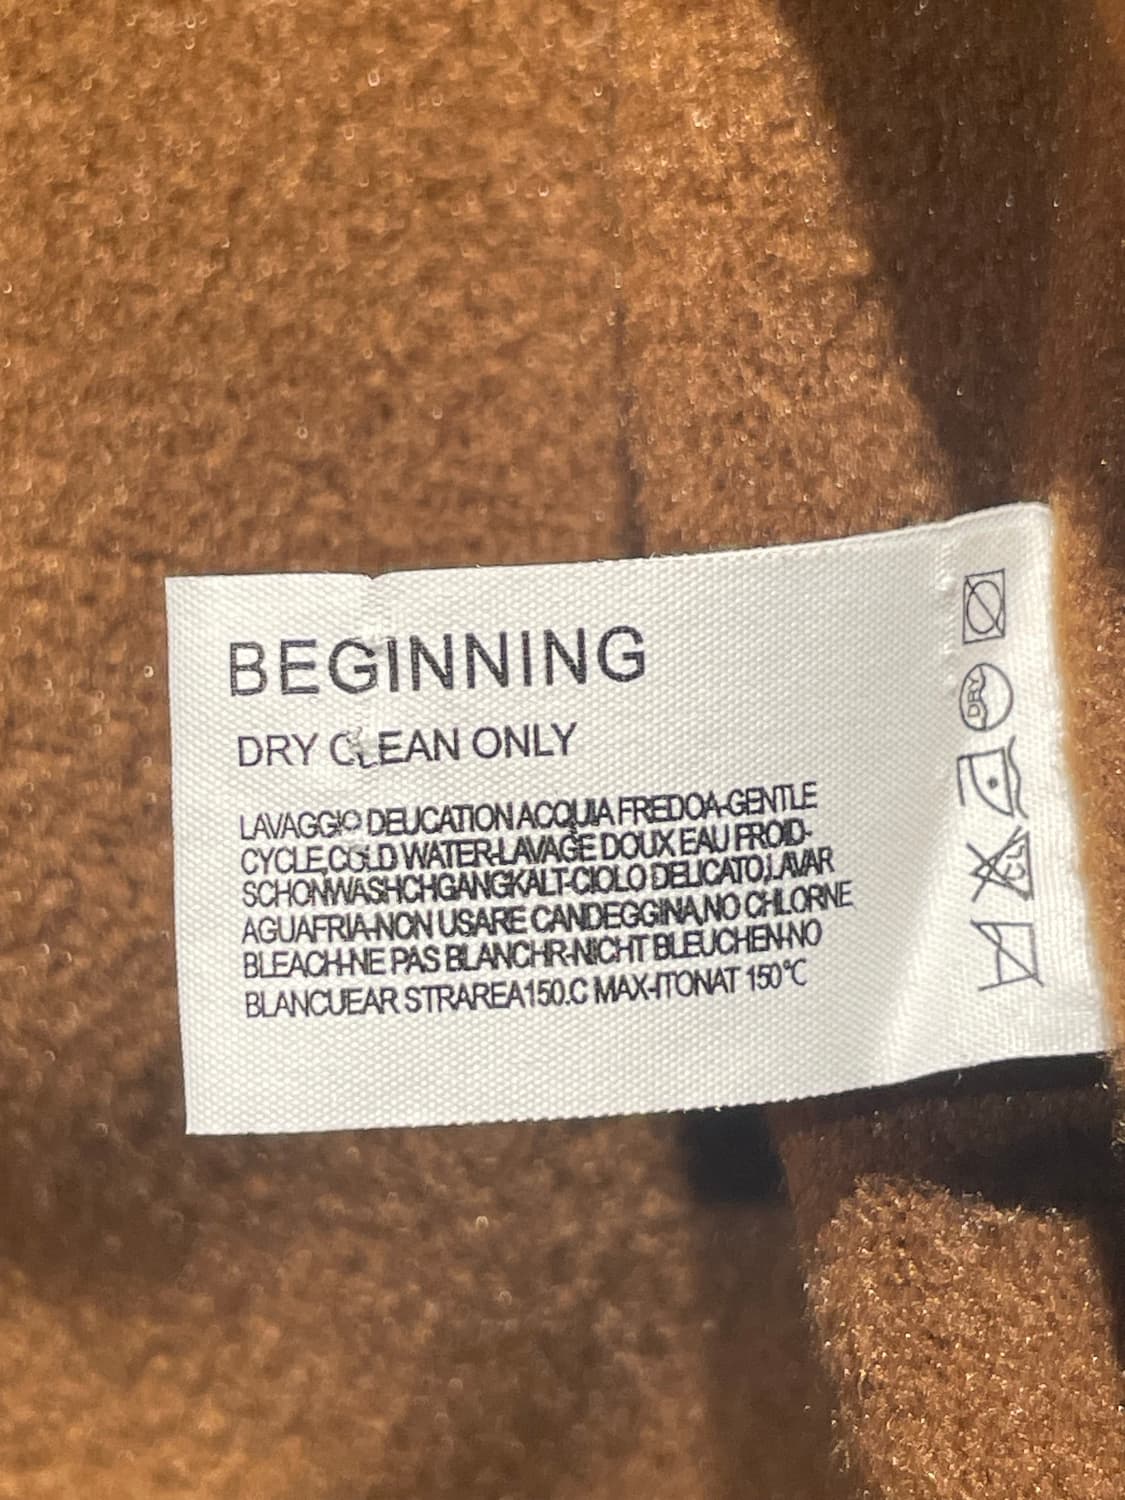 BEGINNING
DRY CLEAN ONLY
LAVAGGIO DEUCATION ACQUIA FREDOA-GENTLE
CYCLE,COLD WATER-LAVAGE DOUX EAU FROID-
SCHONWASHCHGANGKALT-CIOLO DELICATO,LAVAR
AGUAFRIA-NON USARE CANDEGGINA,NO CHLORNE
BLEACH-NE PAS BLANCHR-NICHT BLEUCHEN-NO
BLANCUEAR STRAREA150.C MAX-ITONAT 150°C
DRY
CL